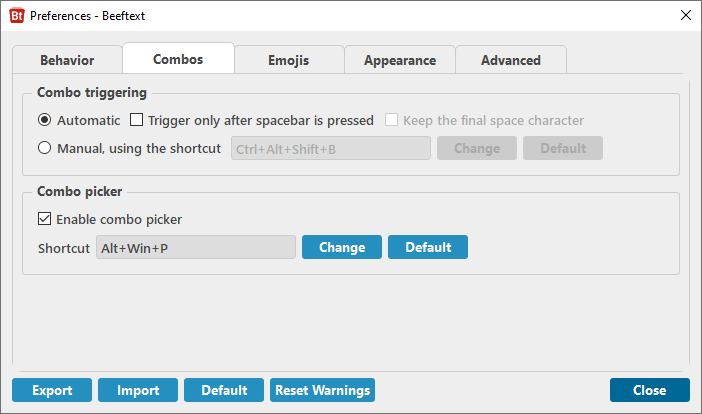 Bt Preferences - Beeftext
Behavior Combos Emojis Appearance Advanced
Combo triggering
Automatic Trigger only after spacebar is pressed Keep the final space character
Manual, using the shortcut Ctrl+Alt+Shift+B Change Default
Combo picker
Enable combo picker
Shortcut Alt+Win+P Change Default
Export Import Default Reset Warnings Close